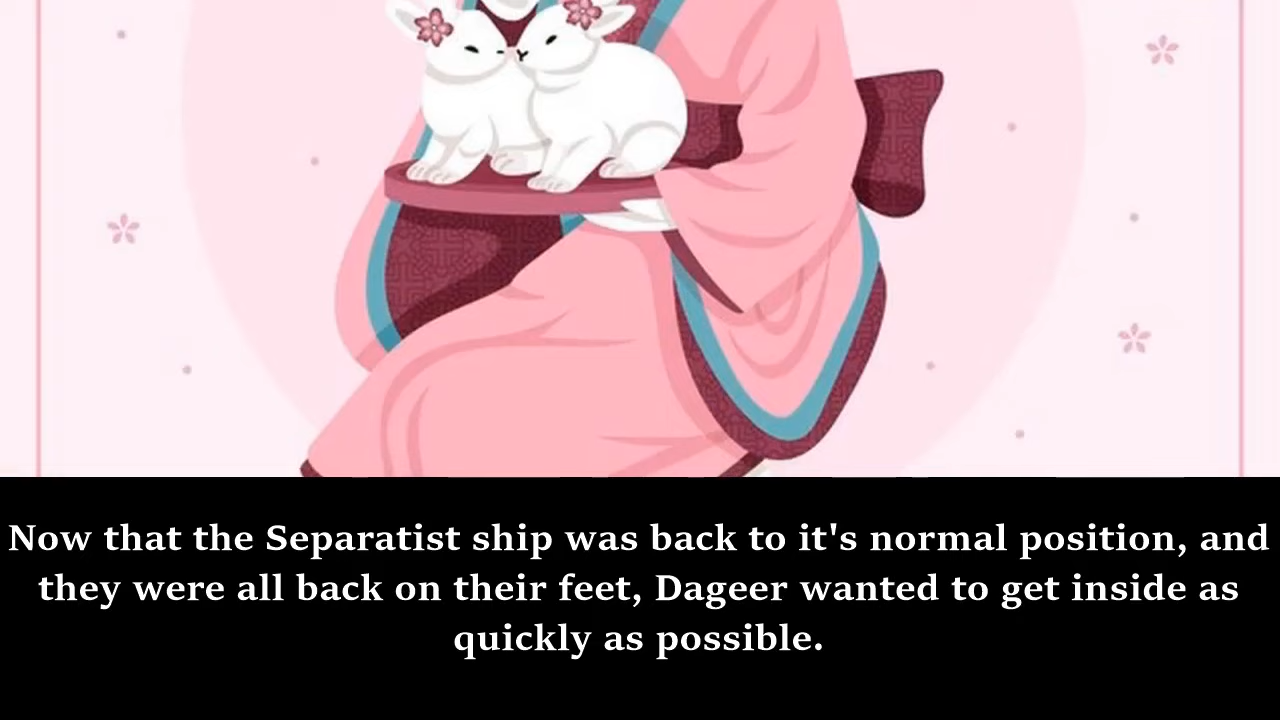 Now that the Separatist ship was back to it's normal position, and
they were all back on their feet, Dageer wanted to get inside as
quickly as possible.